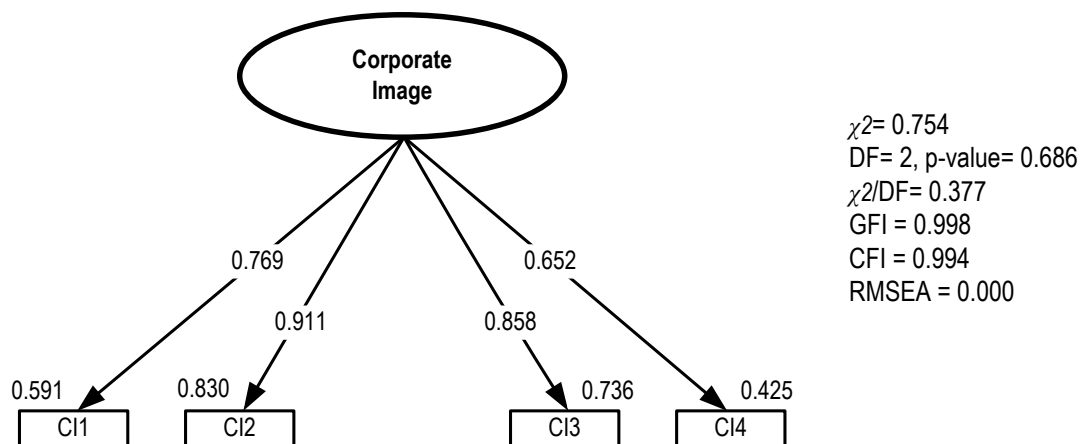 Corporate
Image
χ2= 0.754
DF= 2, p-value= 0.686
χ2/DF= 0.377
GFI = 0.998
CFI = 0.994
RMSEA = 0.000
0.769
0.652
0.911
0.858
0.591
0.830
0.736
0.425
CI1
CI2
CI3
CI4